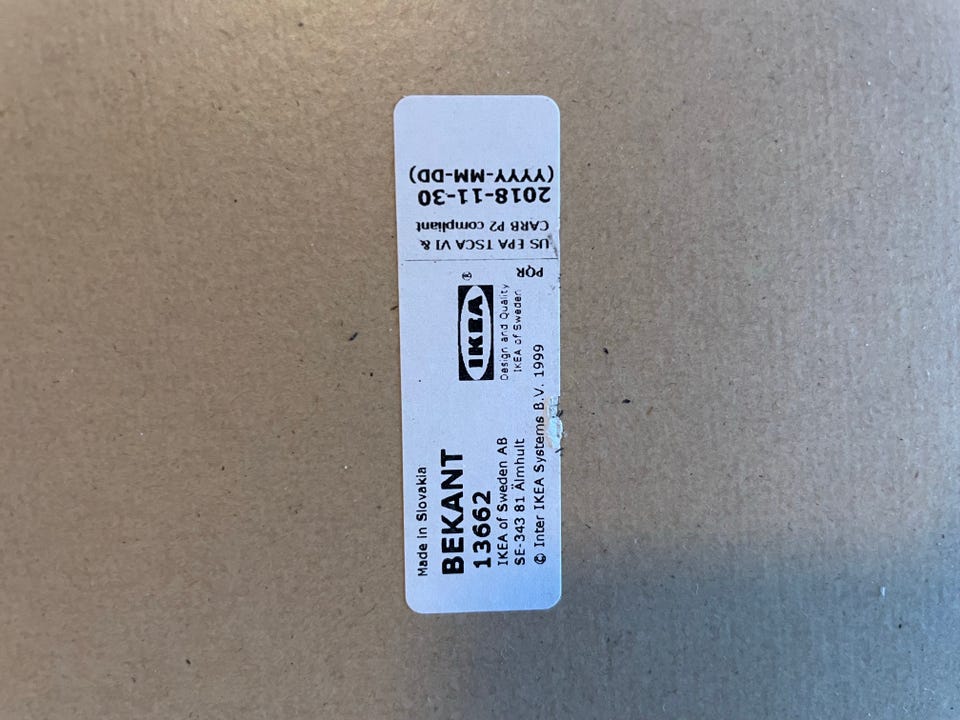 Made in Slovakia
BEKANT
13662
IKEA of Sweden AB
SE-343 81 Älmhult
© Inter IKEA Systems B.V. 1999
IKEA®
Design and Quality
IKEA of Sweden
PQR
US EPA TSCA VI &
CARB P2 compliant
2018-11-30
(YYYY-MM-DD)